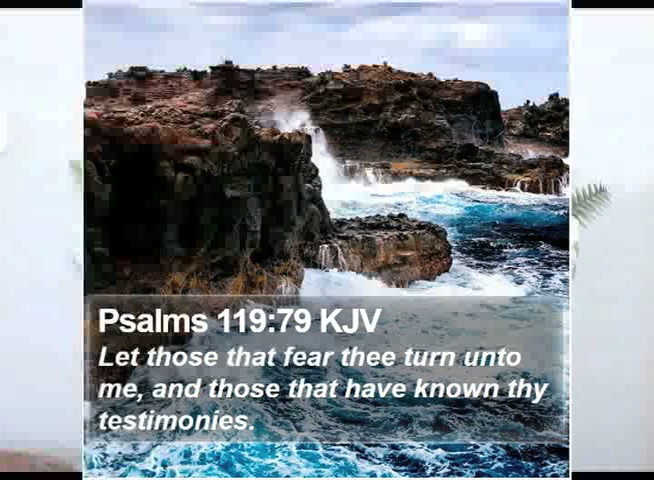 Psalms 119:79 KJV
Let those that fear thee turn unto
me, and those that have known thy
testimonies.